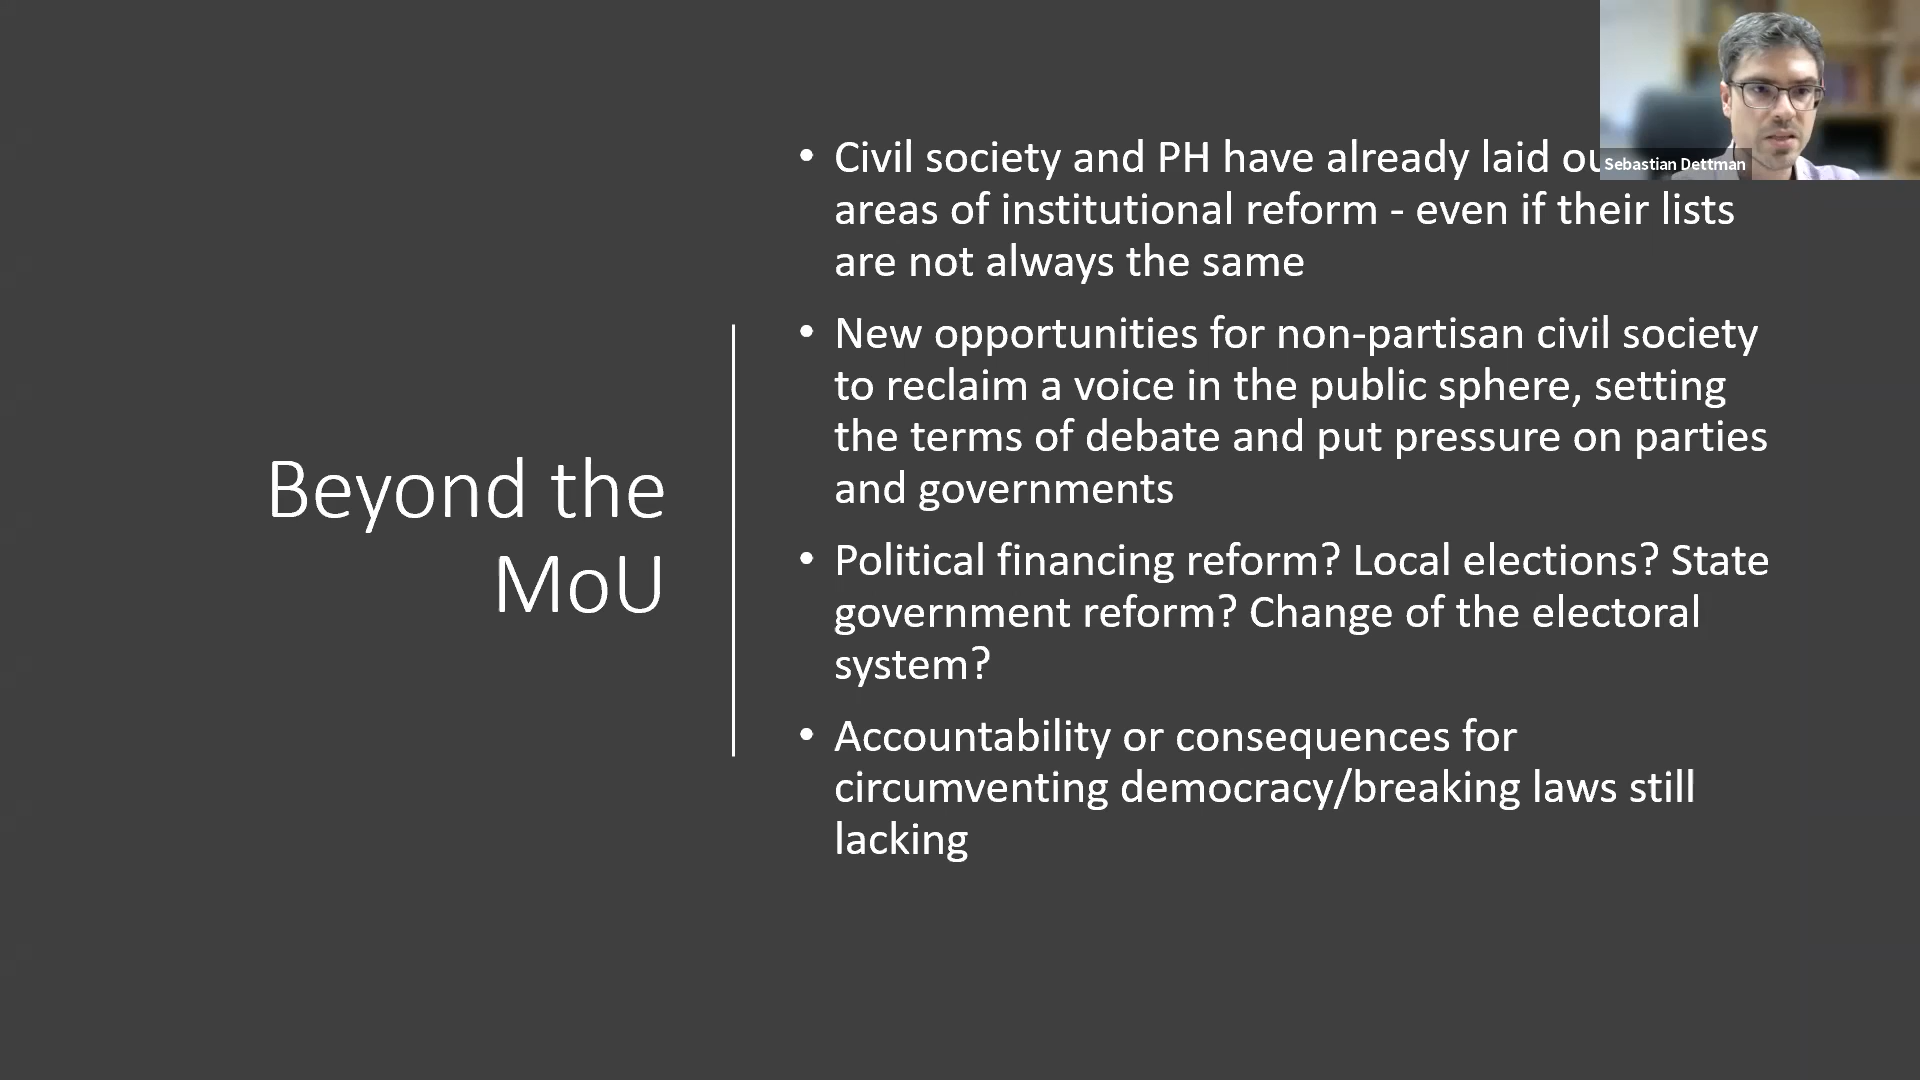 Beyond the
MoU
• Civil society and PH have already laid
areas of institutional reform - even if their lists
are not always the same
• New opportunities for non-partisan civil society
to reclaim a voice in the public sphere, setting
the terms of debate and put pressure on parties
and governments
• Political financing reform? Local elections? State
government reform? Change of the electoral
system?
• Accountability or consequences for
circumventing democracy/breaking laws still
lacking
Sebastian Dettman